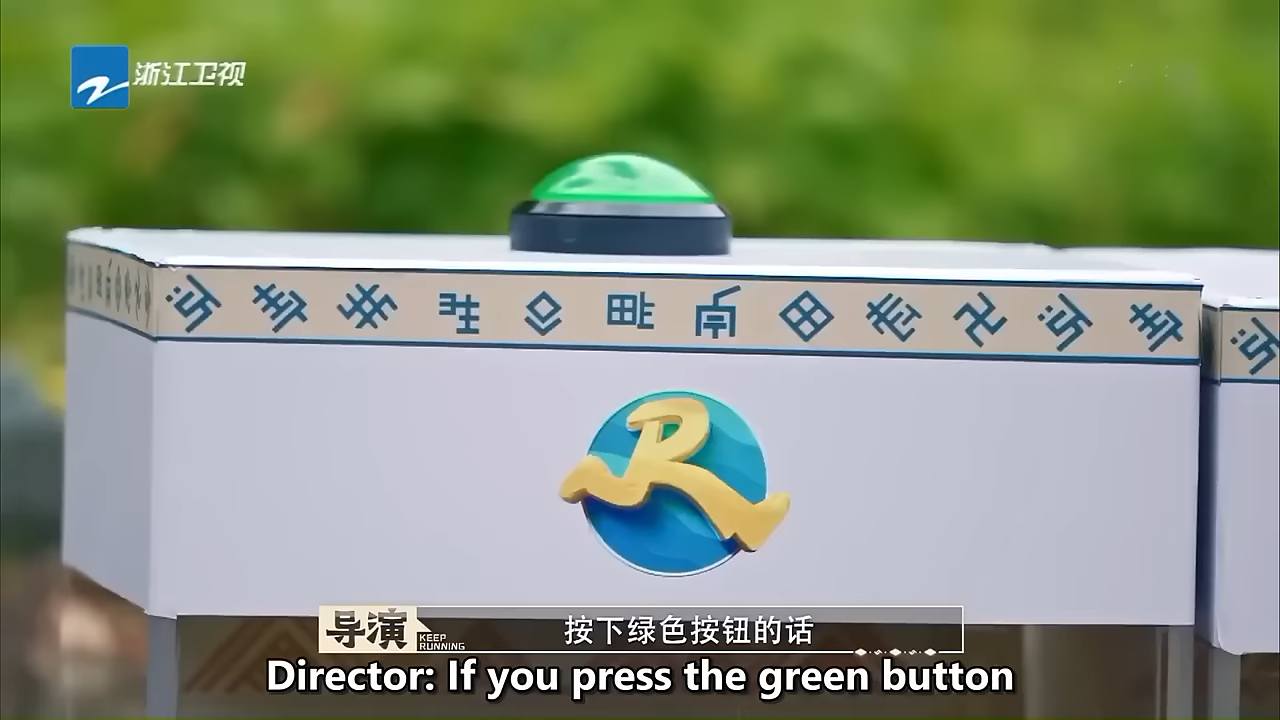 浙江卫视
R
导演
KEEP
RUNNING
按下绿色按钮的话
Director: If you press the green button